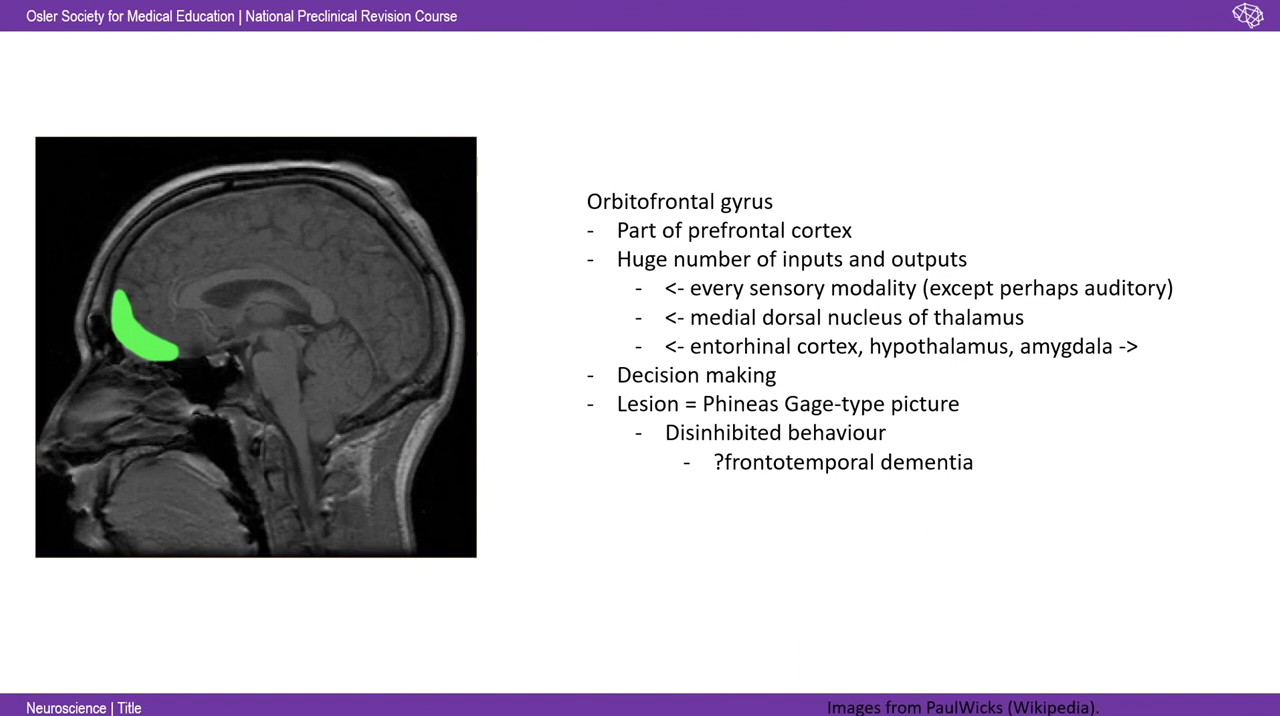 Osler Society for Medical Education | National Preclinical Revision Course
Orbitofrontal gyrus
- Part of prefrontal cortex
- Huge number of inputs and outputs
- <- every sensory modality (except perhaps auditory)
- <- medial dorsal nucleus of thalamus
- <- entorhinal cortex, hypothalamus, amygdala ->
- Decision making
- Lesion = Phineas Gage-type picture
- Disinhibited behaviour
- ?frontotemporal dementia
Neuroscience | Title
Images from PaulWicks (Wikipedia).